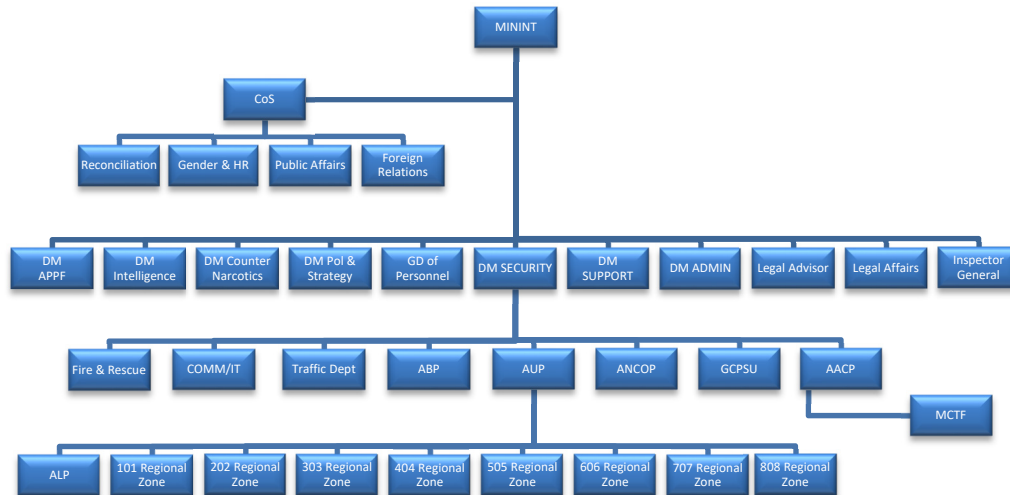 MININT
CoS
Reconciliation
Gender & HR
Public Affairs
Foreign
Relations
DM
APPF
DM
Intelligence
DM Counter
Narcotics
DM Pol &
Strategy
GD of
Personnel
DM SECURITY
DM
SUPPORT
DM ADMIN
Legal Advisor
Legal Affairs
Inspector
General
Fire & Rescue
COMM/IT
Traffic Dept
ABP
AUP
ANCOP
GCPSU
AACP
MCTF
ALP
101 Regional
Zone
202 Regional
Zone
303 Regional
Zone
404 Regional
Zone
505 Regional
Zone
606 Regional
Zone
707 Regional
Zone
808 Regional
Zone